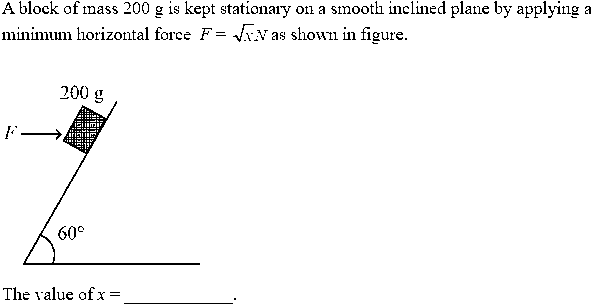 A block of mass 200 g is kept stationary on a smooth inclined plane by applying a
minimum horizontal force F = √x N as shown in figure.
200 g
F
60°
The value of x = ____________.